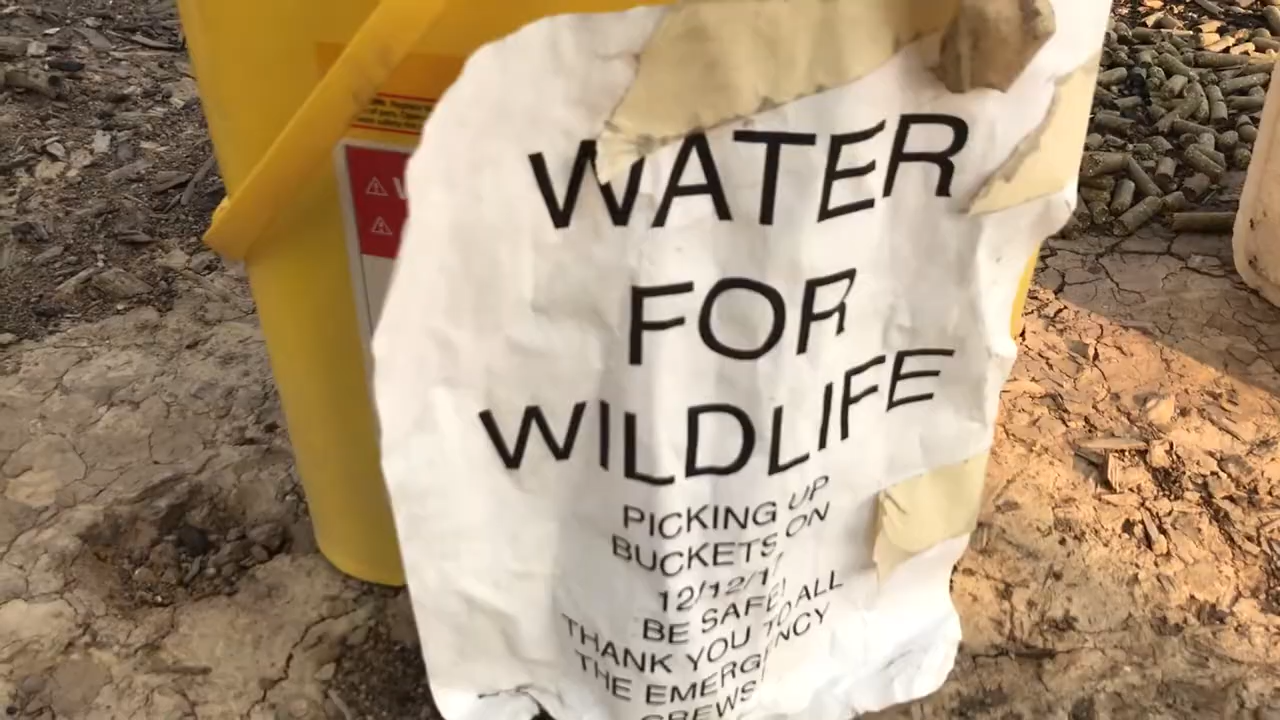 WATER
FOR
WILDLIFE
PICKING UP
BUCKETS ON
12/12/17
BE SAFE!
THANK YOU TO ALL
THE EMERGENCY
CREWS!